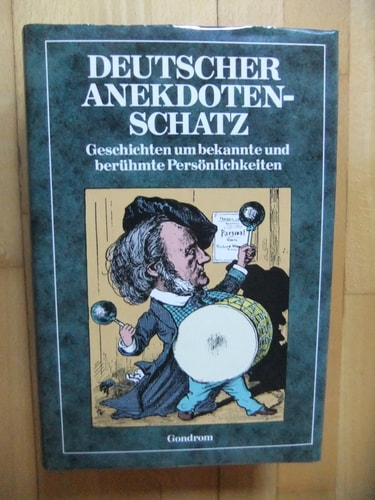 DEUTSCHER
ANEKDOTEN-
SCHATZ
Geschichten um bekannte und
berühmte Persönlichkeiten
Parsival
Gondrom